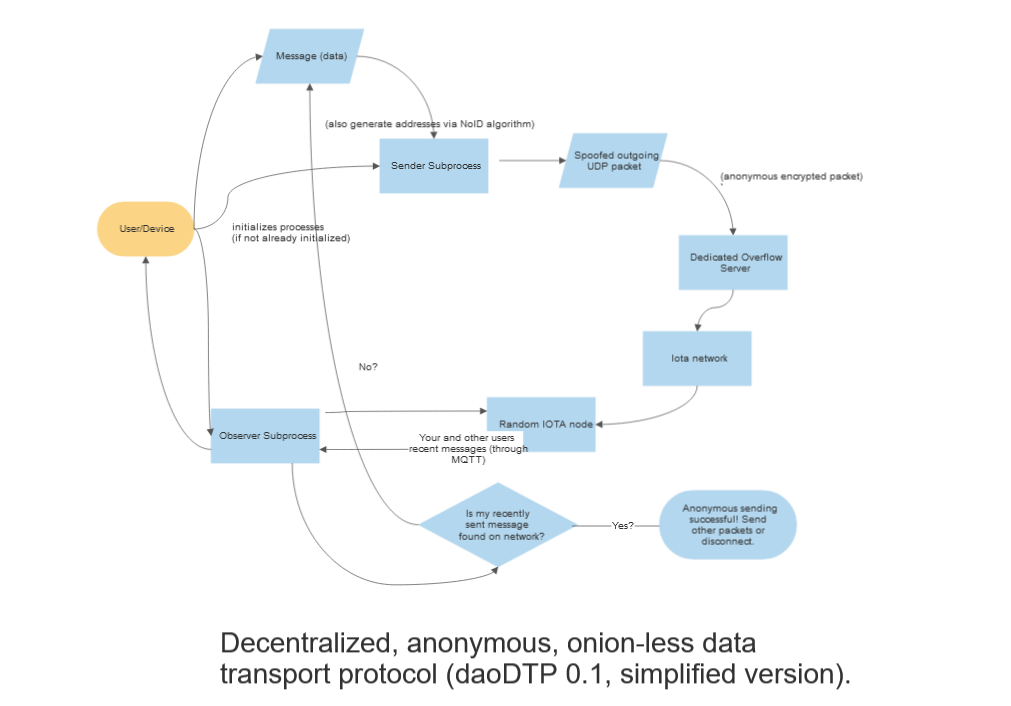 Message (data)
(also generate addresses via NoID algorithm)
Sender Subprocess
Spoofed outgoing
UDP packet
(anonymous encrypted packet)
User/Device
initializes processes
(if not already initialized)
Dedicated Overflow
Server
Iota network
No?
Observer Subprocess
Random IOTA node
Your and other users
recent messages (through
MQTT)
Is my recently
sent message
found on network?
Yes?
Anonymous sending
successful! Send
other packets or
disconnect.
Decentralized, anonymous, onion-less data
transport protocol (daoDTP 0.1, simplified version).